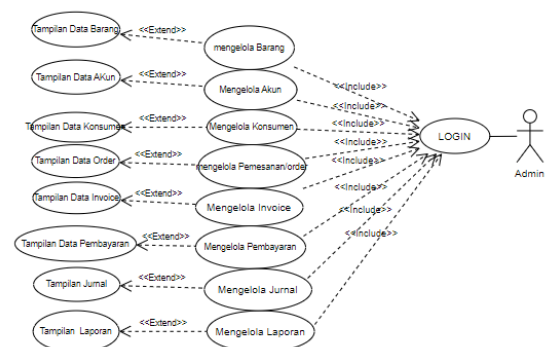 Tampilan Data Barang
<<Extend>>
mengelola Barang
Tampilan Data AKun
<<Extend>>
Mengelola Akun
<<Include>>
<<Include>>
Tampilan Data Konsumen
<<Extend>>
Mengelola Konsumen
<<Include>>
LOGIN
Admin
Tampilan Data Order
<<Extend>>
mengelola Pemesanan/order
<<Include>>
<<Include>>
Tampilan Data Invoice
<<Extend>>
Mengelola Invoice
<<Include>>
<<Include>>
Tampilan Data Pembayaran
<<Extend>>
Mengelola Pembayaran
<<Include>>
Tampilan Jurnal
<<Extend>>
Mengelola Jurnal
Tampilan Laporan
<<Extend>>
Mengelola Laporan